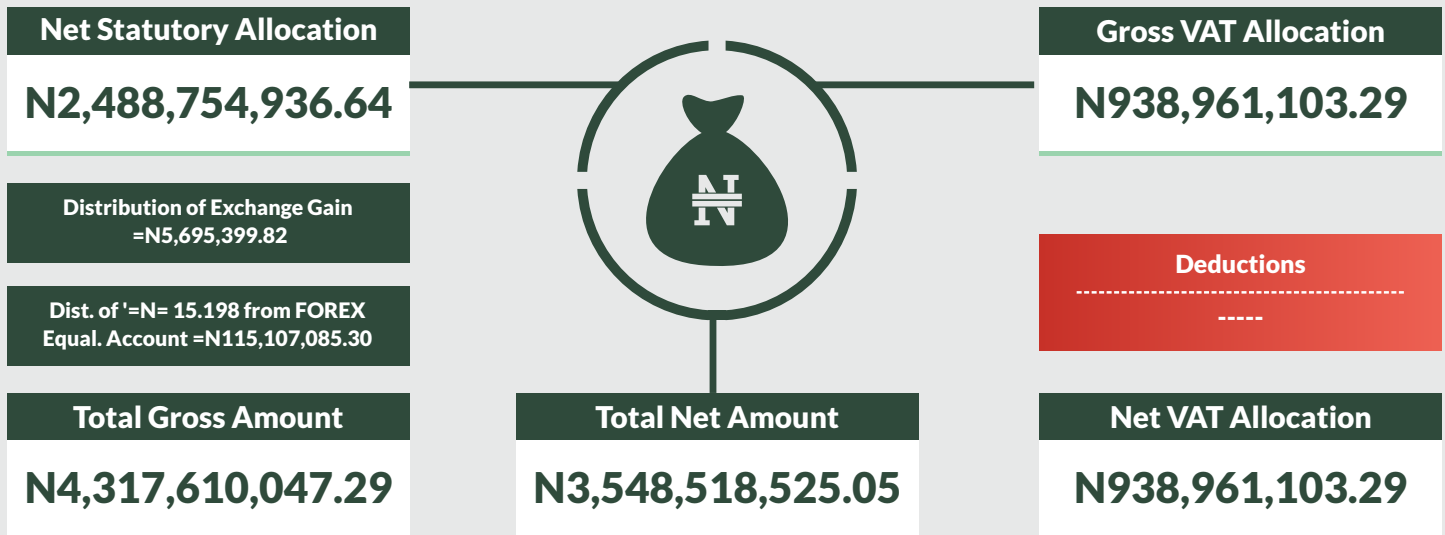 Net Statutory Allocation
N2,488,754,936.64
Distribution of Exchange Gain
=N5,695,399.82
Dist. of '=N= 15.198 from FOREX
Equal. Account =N115,107,085.30
Total Gross Amount
N4,317,610,047.29
₦
Total Net Amount
N3,548,518,525.05
Gross VAT Allocation
N938,961,103.29
Deductions
--------------------------------------------
-----
Net VAT Allocation
N938,961,103.29